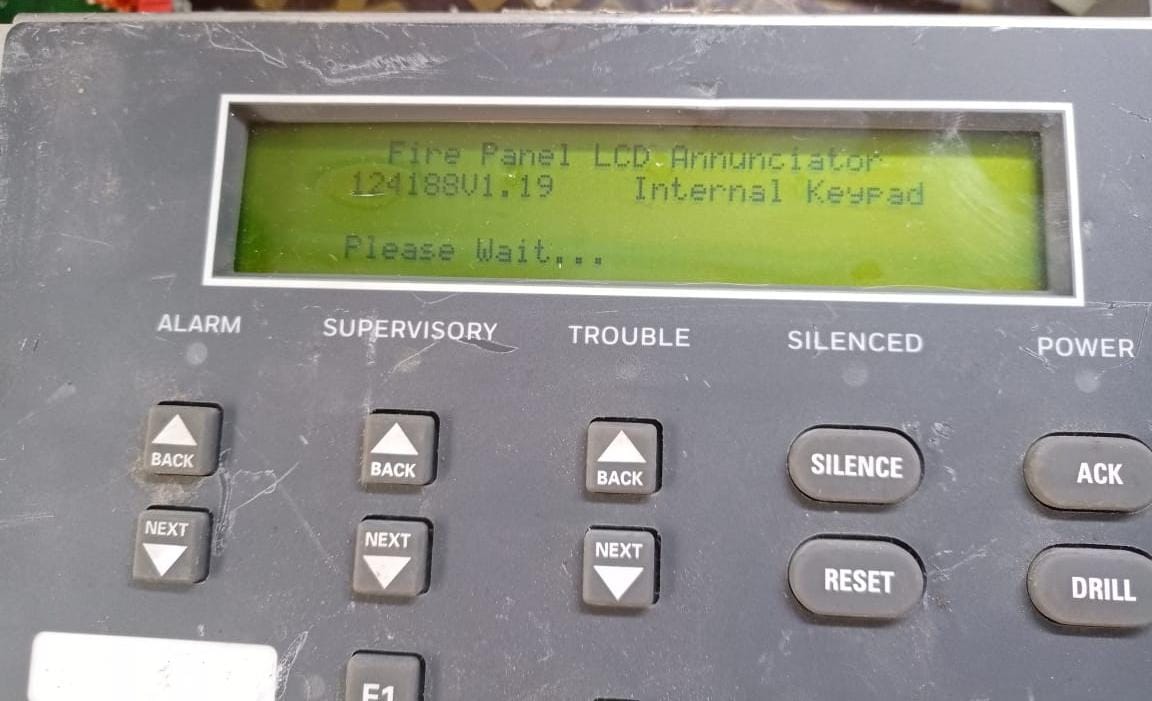 Fire Panel LCD Annunciator
124188V1.19 Internal Keypad
Please Wait...
ALARM SUPERVISORY TROUBLE SILENCED POWER
BACK BACK BACK SILENCE ACK
NEXT NEXT NEXT RESET DRILL
F1